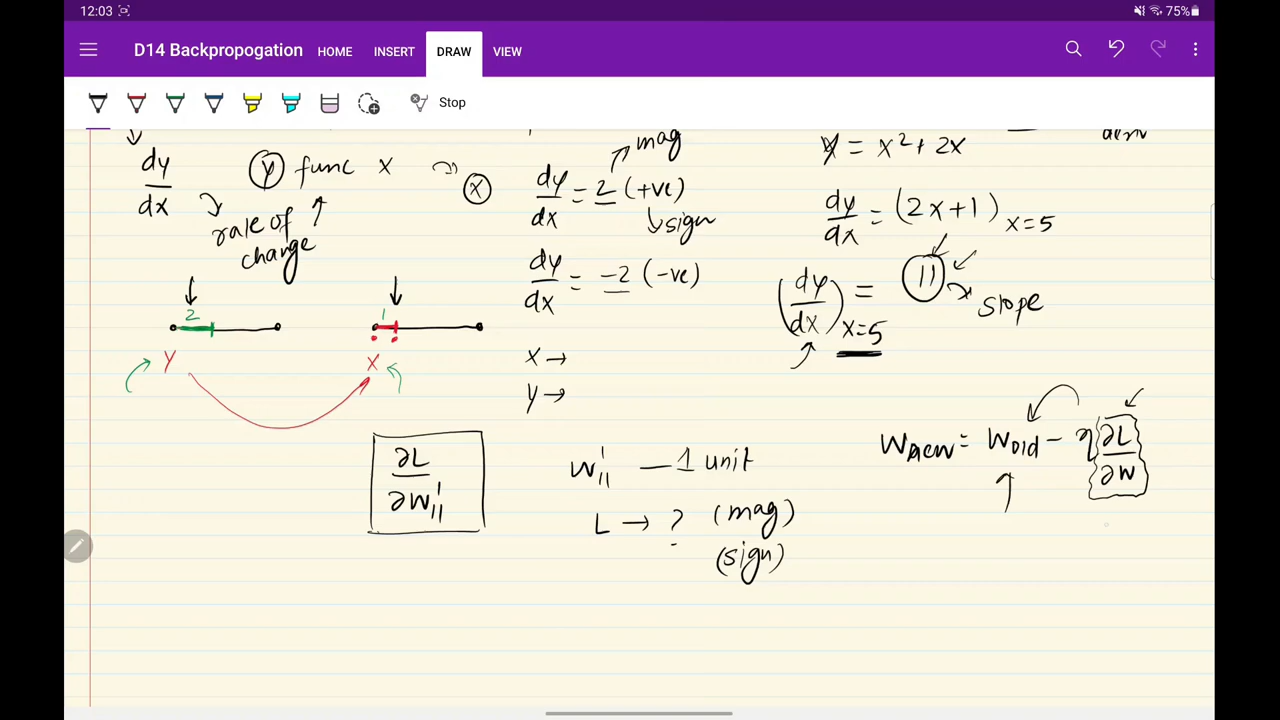 12:03
75%
D14 Backpropogation HOME INSERT DRAW VIEW
Stop
dy/dx
y func x
x
rate of change
dy/dx = 2 (+ve)
mag
sign
dy/dx = -2 (-ve)
y = x² + 2x
dy/dx = (2x+1) x=5
(dy/dx) x=5 = 11
slope
2
1
Y
X
X →
Y →
∂L/∂W¹₁₁
W¹₁₁ — 1 unit
L → ? (mag)
(sign)
Wnew = Wold - η ∂L/∂W